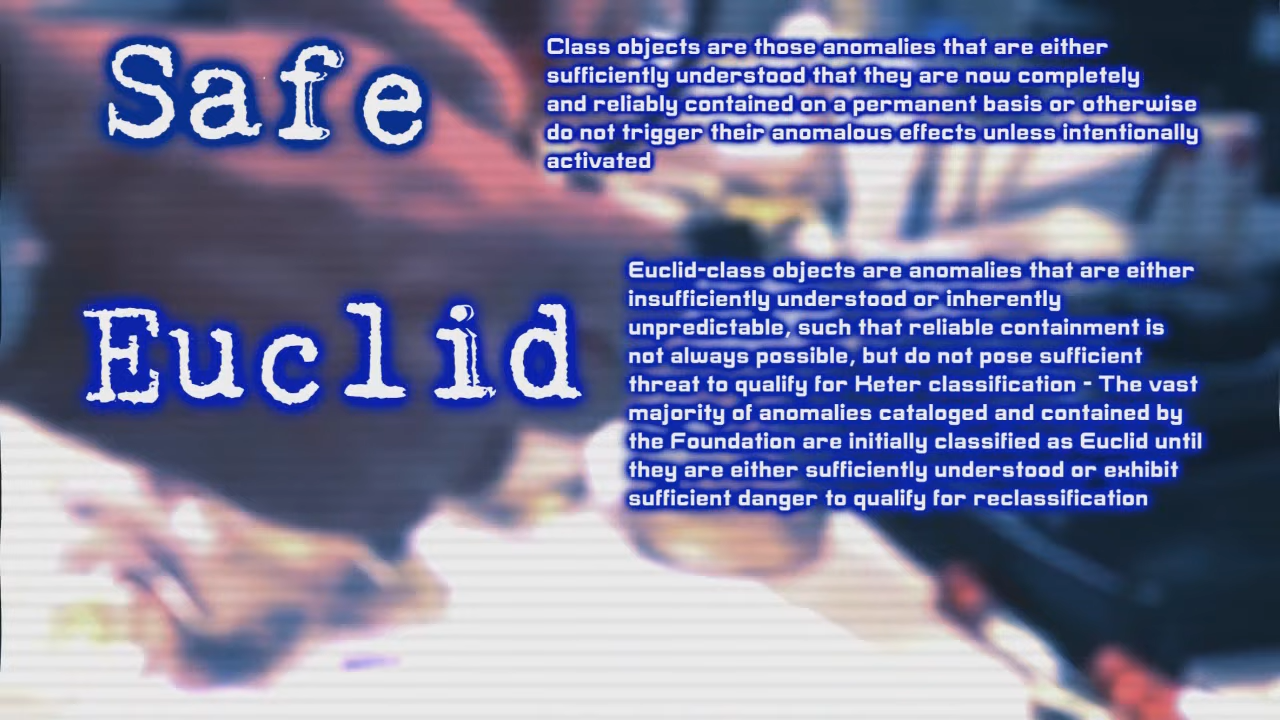 Safe
Class objects are those anomalies that are either
sufficiently understood that they are now completely
and reliably contained on a permanent basis or otherwise
do not trigger their anomalous effects unless intentionally
activated
Euclid
Euclid-class objects are anomalies that are either
insufficiently understood or inherently
unpredictable, such that reliable containment is
not always possible, but do not pose sufficient
threat to qualify for Keter classification - The vast
majority of anomalies cataloged and contained by
the Foundation are initially classified as Euclid until
they are either sufficiently understood or exhibit
sufficient danger to qualify for reclassification